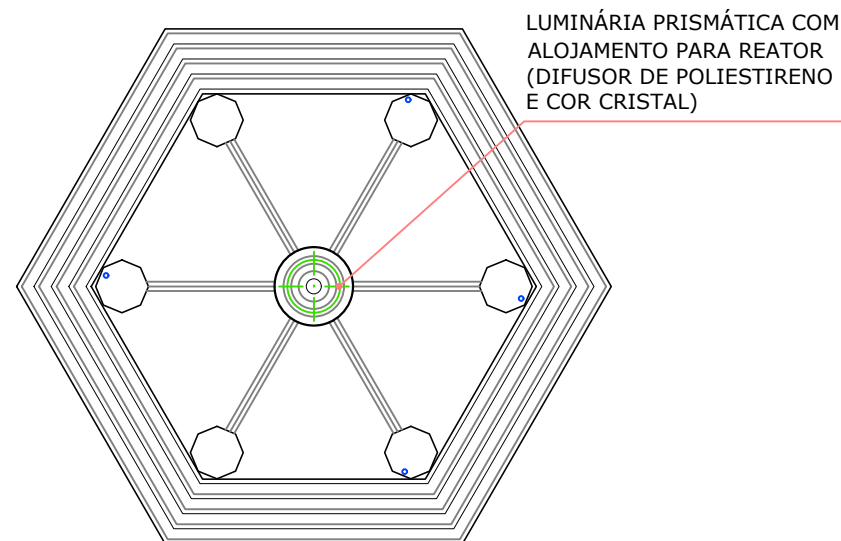 LUMINÁRIA PRISMÁTICA COM
ALOJAMENTO PARA REATOR
(DIFUSOR DE POLIESTIRENO
E COR CRISTAL)